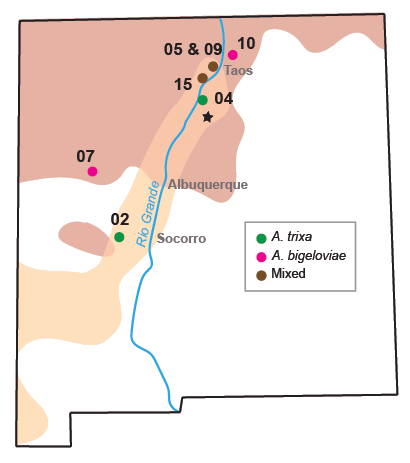 05 & 09
10
Taos
15
04
07
Albuquerque
Rio Grande
02
Socorro
A. trixa
A. bigeloviae
Mixed